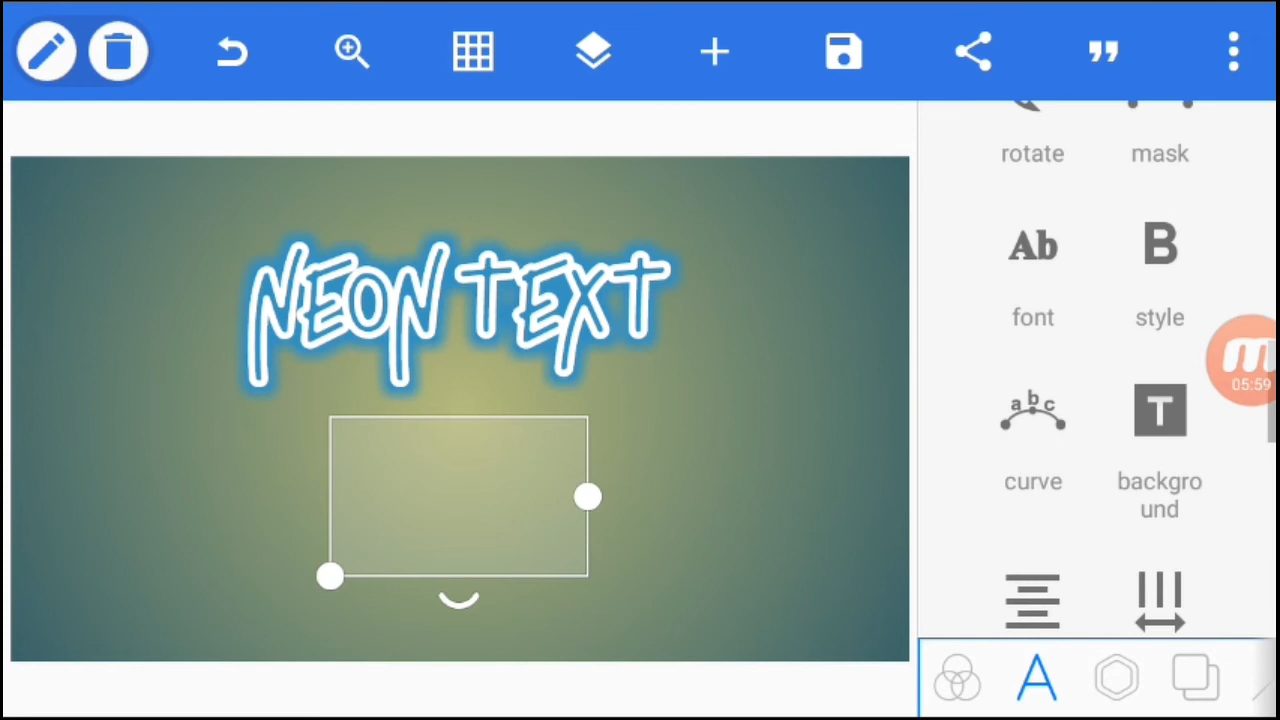 rotate mask
NEON TEXT
Ab B
font style
05:59
abc T
curve backgro
und
A